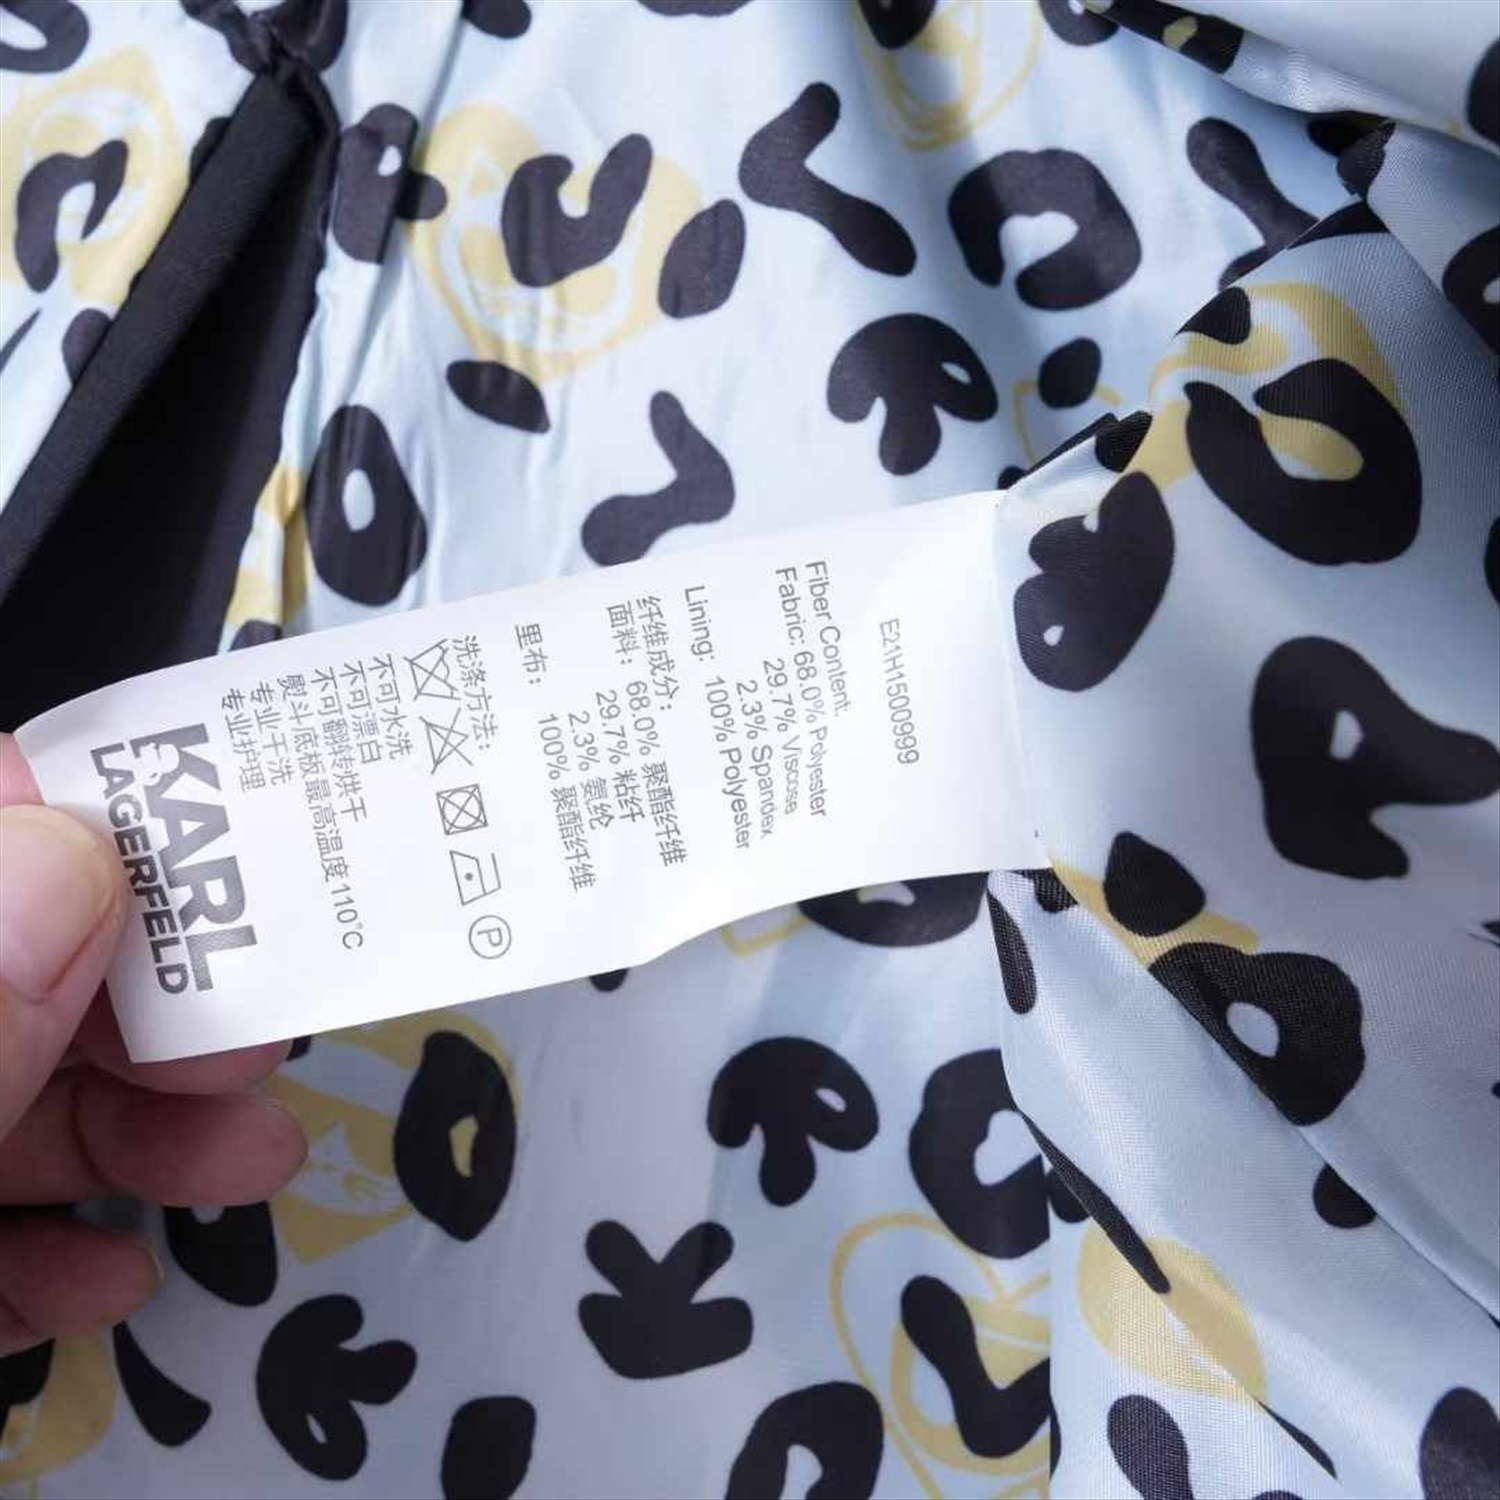 E21H1500999
Fiber Content:
Fabric: 68.0% Polyester
29.7% Viscose
2.3% Spandex
Lining: 100% Polyester
纤维成分:
面料: 68.0% 聚酯纤维
29.7% 粘纤
2.3% 氨纶
里布: 100% 聚酯纤维
洗涤方法:
P
不可水洗
不可漂白
不可翻转烘干
熨斗底板最高温度110°C
专业干洗
专业护理
KARL
LAGERFELD